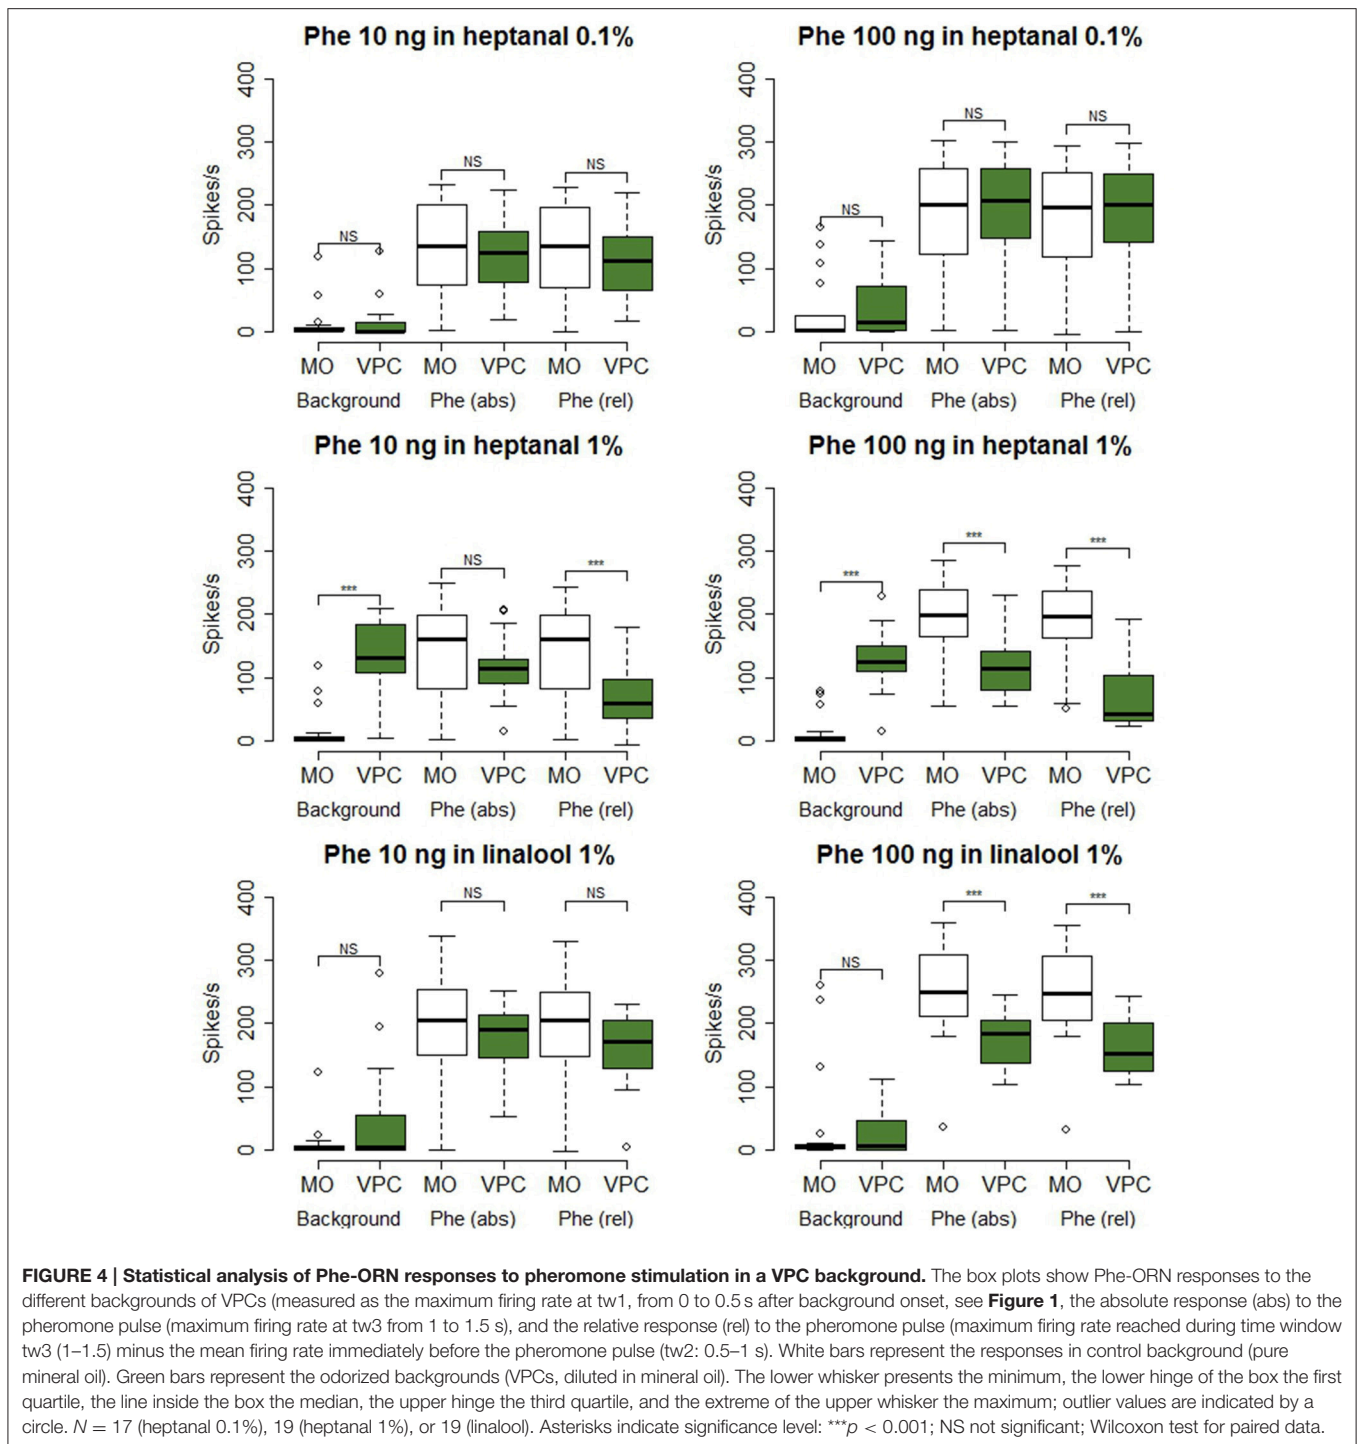 Phe 10 ng in heptanal 0.1%
Spikes/s
400
300
200
100
0
NS
NS
NS
MO VPC MO VPC MO VPC
Background Phe (abs) Phe (rel)
Phe 100 ng in heptanal 0.1%
Spikes/s
400
300
200
100
0
NS
NS
NS
MO VPC MO VPC MO VPC
Background Phe (abs) Phe (rel)
Phe 10 ng in heptanal 1%
Spikes/s
400
300
200
100
0
***
NS
***
MO VPC MO VPC MO VPC
Background Phe (abs) Phe (rel)
Phe 100 ng in heptanal 1%
Spikes/s
400
300
200
100
0
***
***
***
MO VPC MO VPC MO VPC
Background Phe (abs) Phe (rel)
Phe 10 ng in linalool 1%
Spikes/s
400
300
200
100
0
NS
NS
NS
MO VPC MO VPC MO VPC
Background Phe (abs) Phe (rel)
Phe 100 ng in linalool 1%
Spikes/s
400
300
200
100
0
NS
***
***
MO VPC MO VPC MO VPC
Background Phe (abs) Phe (rel)
FIGURE 4 | Statistical analysis of Phe-ORN responses to pheromone stimulation in a VPC background. The box plots show Phe-ORN responses to the
different backgrounds of VPCs (measured as the maximum firing rate at tw1, from 0 to 0.5 s after background onset, see Figure 1, the absolute response (abs) to the
pheromone pulse (maximum firing rate at tw3 from 1 to 1.5 s), and the relative response (rel) to the pheromone pulse (maximum firing rate reached during time window
tw3 (1–1.5) minus the mean firing rate immediately before the pheromone pulse (tw2: 0.5–1 s). White bars represent the responses in control background (pure
mineral oil). Green bars represent the odorized backgrounds (VPCs, diluted in mineral oil). The lower whisker presents the minimum, the lower hinge of the box the first
quartile, the line inside the box the median, the upper hinge the third quartile, and the extreme of the upper whisker the maximum; outlier values are indicated by a
circle. N = 17 (heptanal 0.1%), 19 (heptanal 1%), or 19 (linalool). Asterisks indicate significance level: ***p < 0.001; NS not significant; Wilcoxon test for paired data.